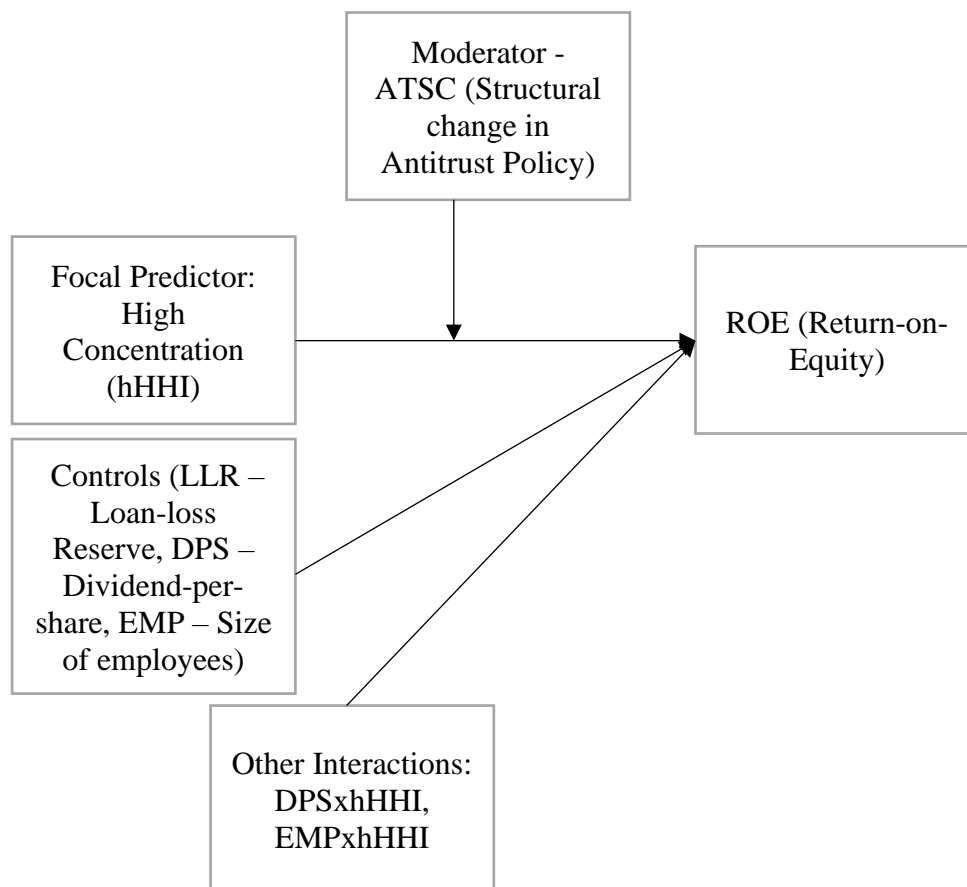 Moderator -
ATSC (Structural
change in
Antitrust Policy)
Focal Predictor:
High
Concentration
(hHHI)
ROE (Return-on-
Equity)
Controls (LLR –
Loan-loss
Reserve, DPS –
Dividend-per-
share, EMP – Size
of employees)
Other Interactions:
DPSxhHHI,
EMPxhHHI